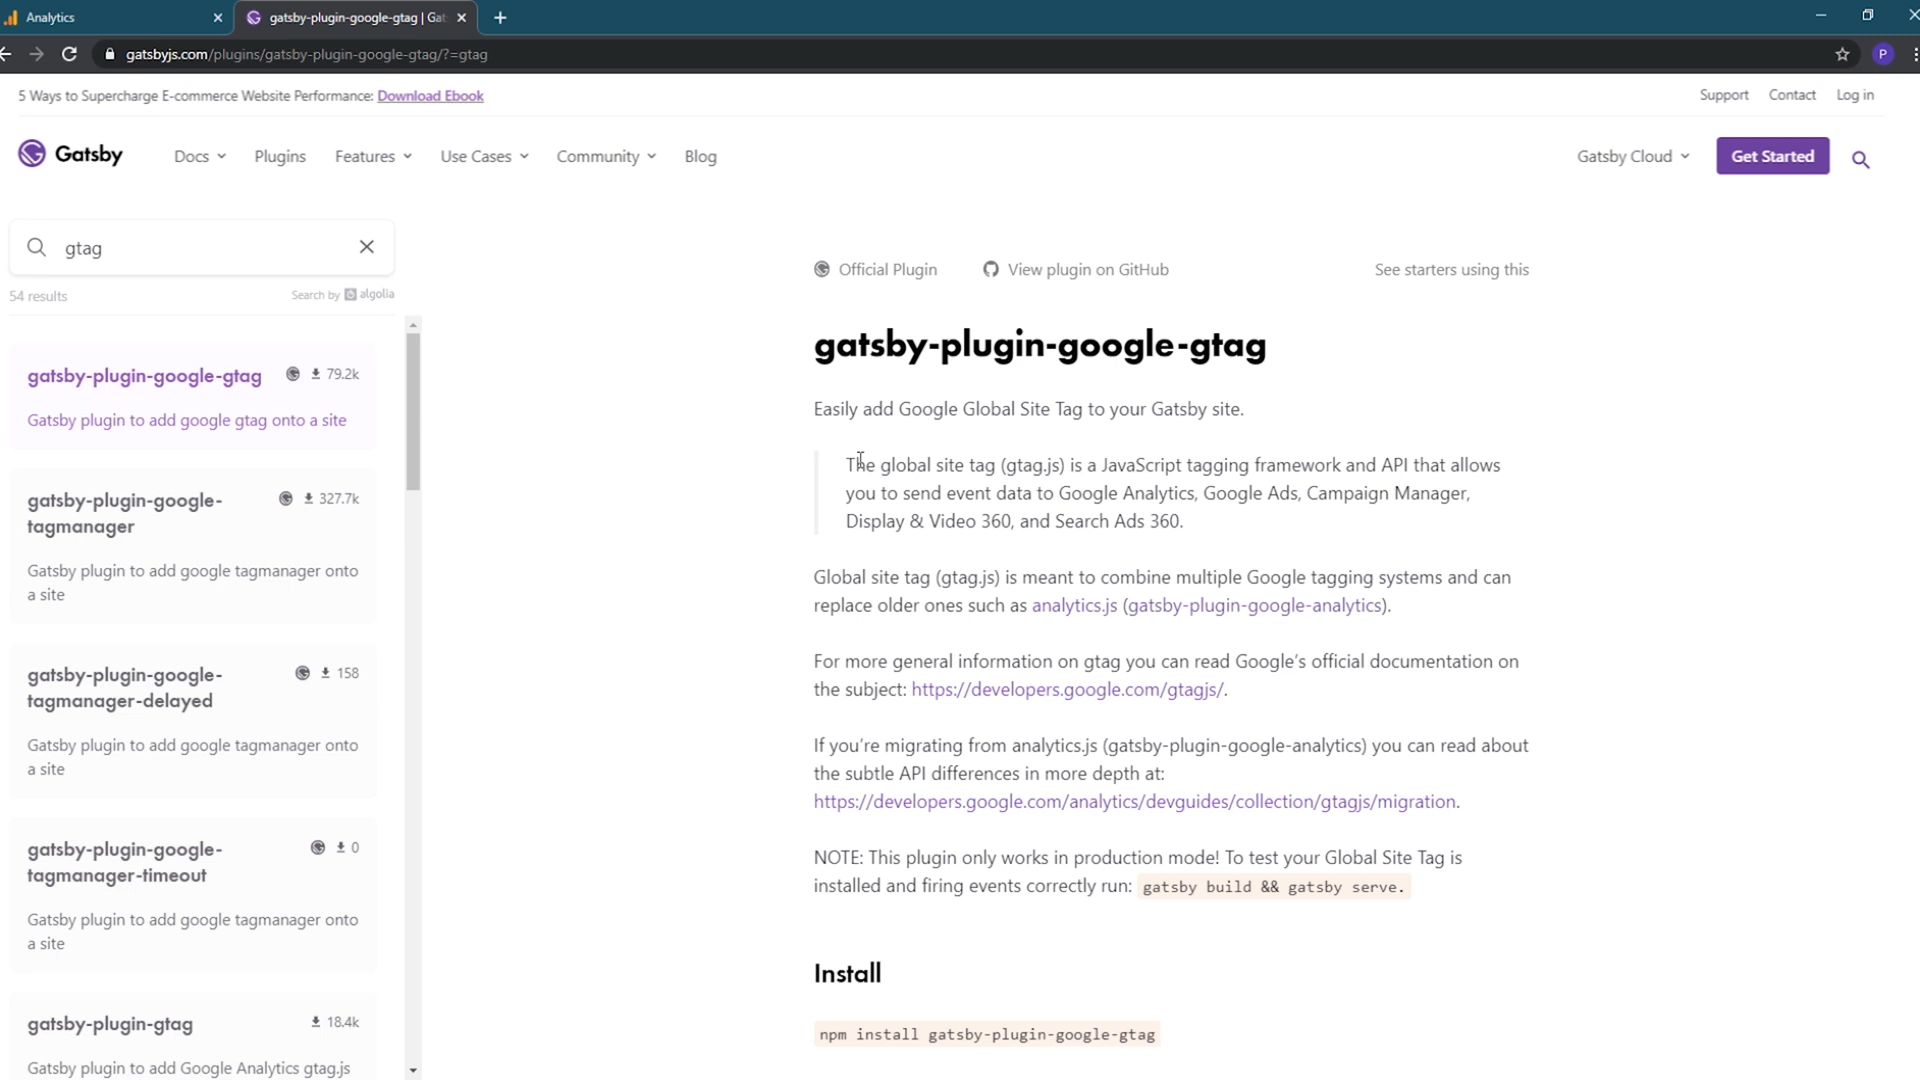 Analytics
gatsby-plugin-google-gtag | Gat
gatsbyjs.com/plugins/gatsby-plugin-google-gtag/?=gtag
P
5 Ways to Supercharge E-commerce Website Performance: Download Ebook
Support Contact Log in
Gatsby Docs Plugins Features Use Cases Community Blog Gatsby Cloud Get Started
gtag
54 results Search by algolia
gatsby-plugin-google-gtag 79.2k
Gatsby plugin to add google gtag onto a site
gatsby-plugin-google- 327.7k
tagmanager
Gatsby plugin to add google tagmanager onto
a site
gatsby-plugin-google- 158
tagmanager-delayed
Gatsby plugin to add google tagmanager onto
a site
gatsby-plugin-google- 0
tagmanager-timeout
Gatsby plugin to add google tagmanager onto
a site
gatsby-plugin-gtag 18.4k
Gatsby plugin to add Google Analytics gtag.js
Official Plugin View plugin on GitHub See starters using this
gatsby-plugin-google-gtag
Easily add Google Global Site Tag to your Gatsby site.
The global site tag (gtag.js) is a JavaScript tagging framework and API that allows
you to send event data to Google Analytics, Google Ads, Campaign Manager,
Display & Video 360, and Search Ads 360.
Global site tag (gtag.js) is meant to combine multiple Google tagging systems and can
replace older ones such as analytics.js (gatsby-plugin-google-analytics).
For more general information on gtag you can read Google’s official documentation on
the subject: https://developers.google.com/gtagjs/.
If you’re migrating from analytics.js (gatsby-plugin-google-analytics) you can read about
the subtle API differences in more depth at:
https://developers.google.com/analytics/devguides/collection/gtagjs/migration.
NOTE: This plugin only works in production mode! To test your Global Site Tag is
installed and firing events correctly run: gatsby build && gatsby serve.
Install
npm install gatsby-plugin-google-gtag